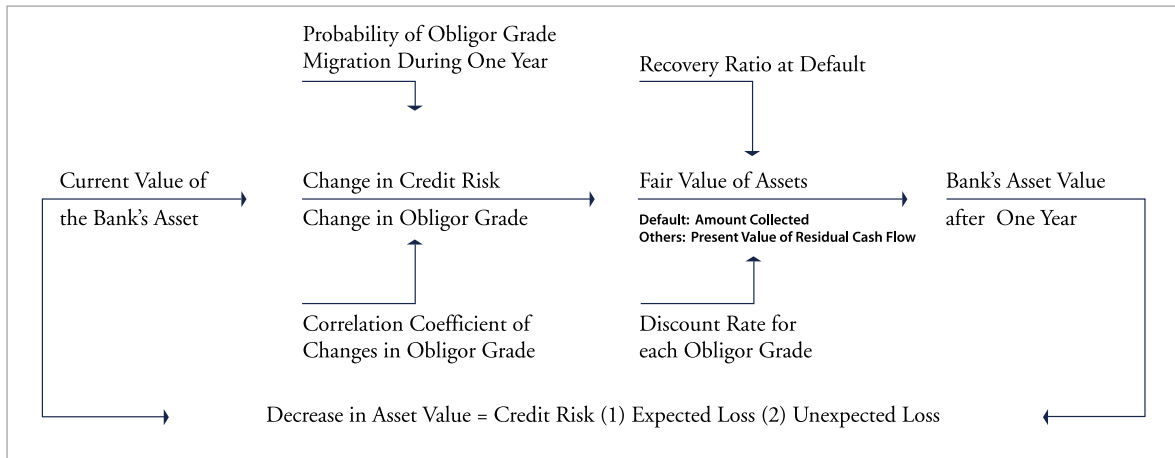 Probability of Obligor Grade
Migration During One Year
Recovery Ratio at Default
Current Value of
the Bank's Asset
Change in Credit Risk
Change in Obligor Grade
Fair Value of Assets
Default: Amount Collected
Others: Present Value of Residual Cash Flow
Bank's Asset Value
after One Year
Correlation Coefficient of
Changes in Obligor Grade
Discount Rate for
each Obligor Grade
Decrease in Asset Value = Credit Risk (1) Expected Loss (2) Unexpected Loss